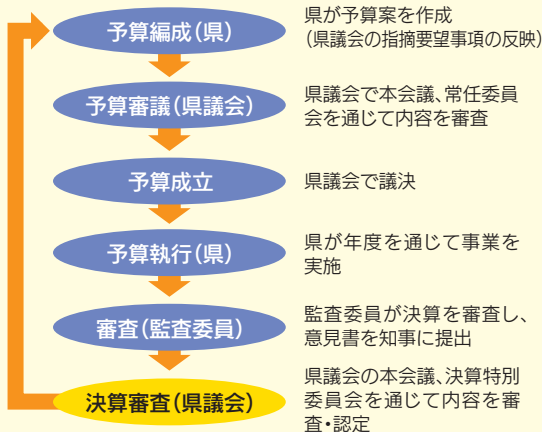 予算編成(県)
県が予算案を作成
(県議会の指摘要望事項の反映)
予算審議(県議会)
県議会で本会議、常任委員
会を通じて内容を審査
予算成立
県議会で議決
予算執行(県)
県が年度を通じて事業を
実施
審査(監査委員)
監査委員が決算を審査し、
意見書を知事に提出
決算審査(県議会)
県議会の本会議、決算特別
委員会を通じて内容を審
査・認定